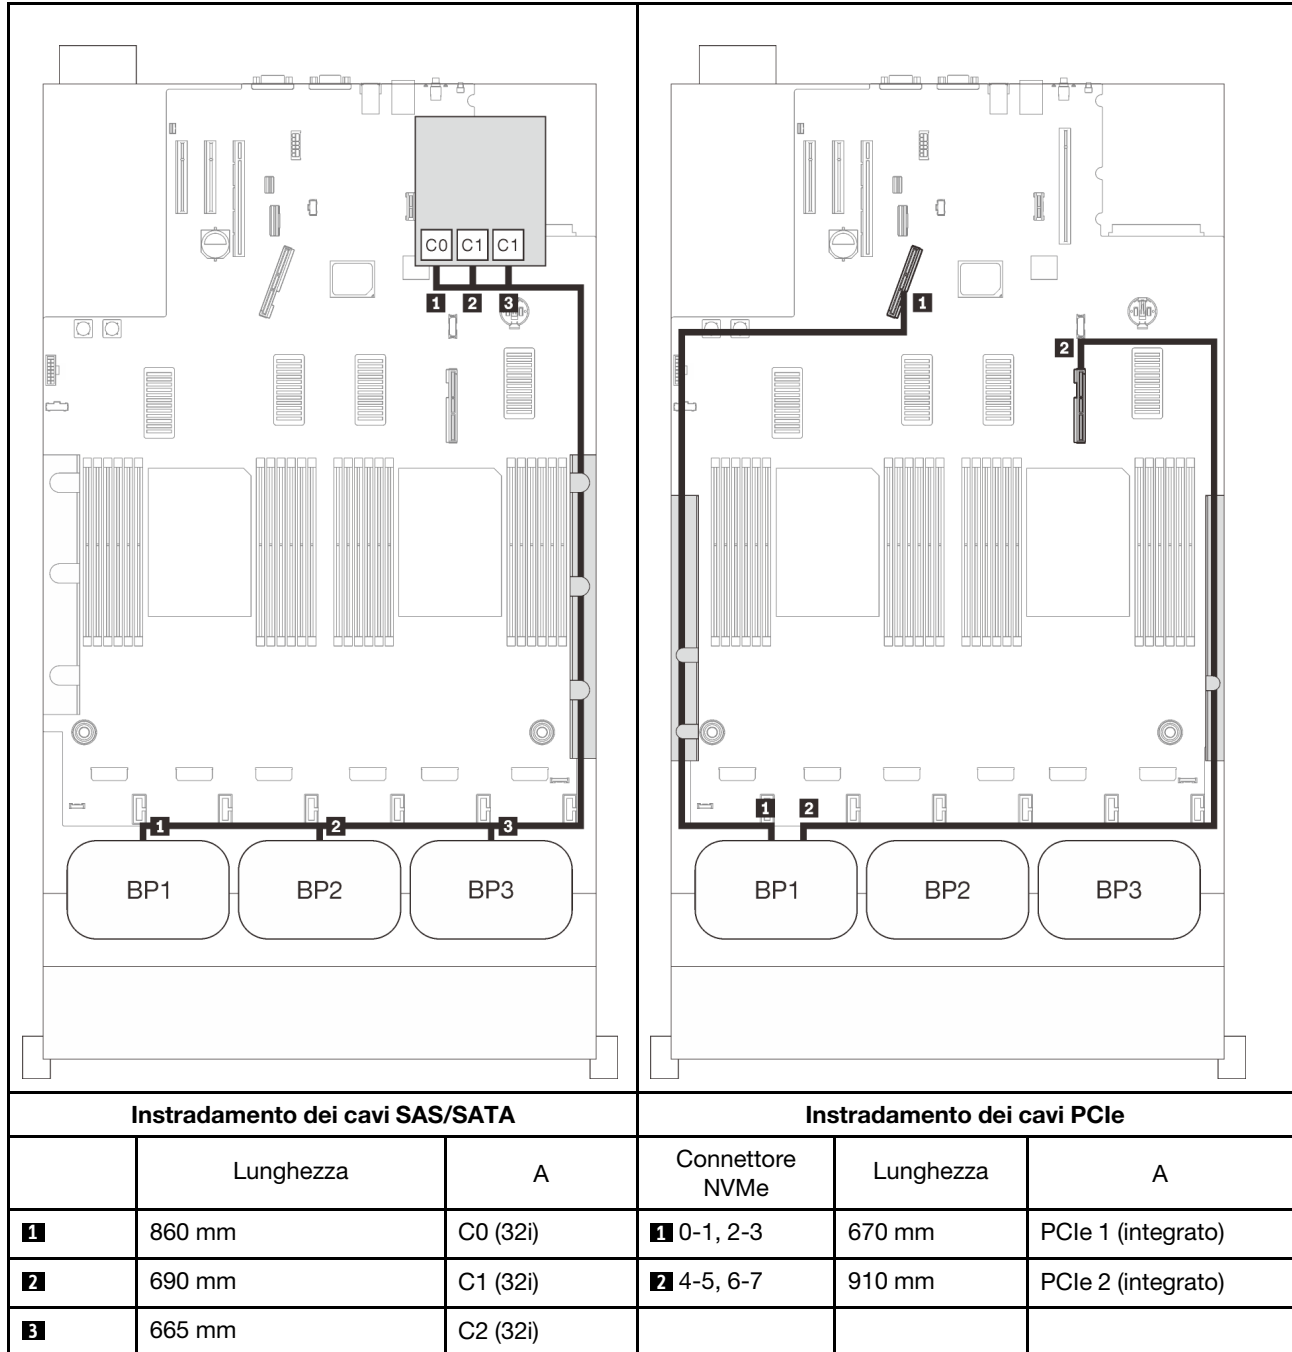 C0 C1 C1
1 2 3
1 2 3
BP1 BP2 BP3
1
2
1 2
BP1 BP2 BP3
Instradamento dei cavi SAS/SATA
Instradamento dei cavi PCIe
Lunghezza A
Connettore NVMe Lunghezza A
1 860 mm C0 (32i) 1 0-1, 2-3 670 mm PCIe 1 (integrato)
2 690 mm C1 (32i) 2 4-5, 6-7 910 mm PCIe 2 (integrato)
3 665 mm C2 (32i)